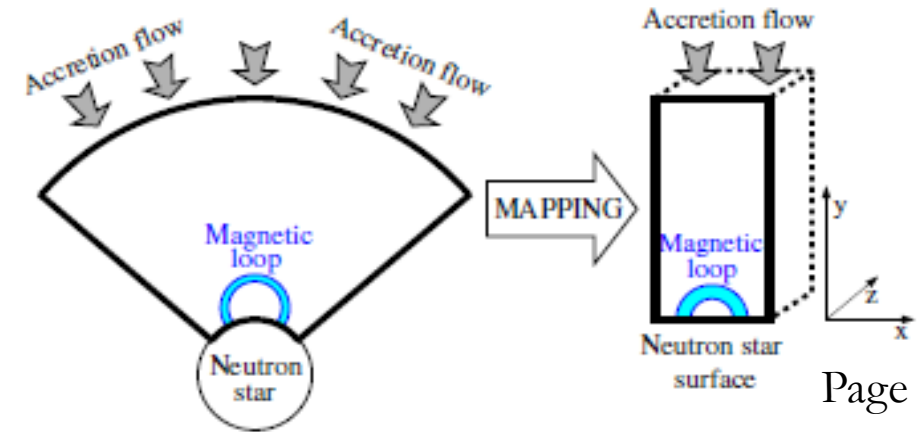 Accretion flow
Accretion flow
Magnetic
loop
Neutron
star
MAPPING
Accretion flow
Magnetic
loop
Neutron star
surface
y
z
x
Page